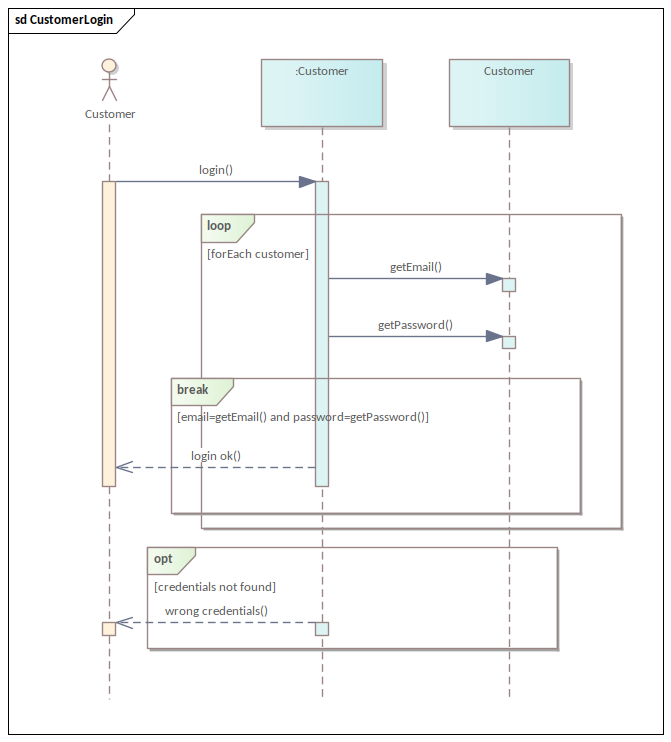 sd CustomerLogin
Customer
:Customer
Customer
login()
loop
[forEach customer]
getEmail()
getPassword()
break
[email=getEmail() and password=getPassword()]
login ok()
opt
[credentials not found]
wrong credentials()